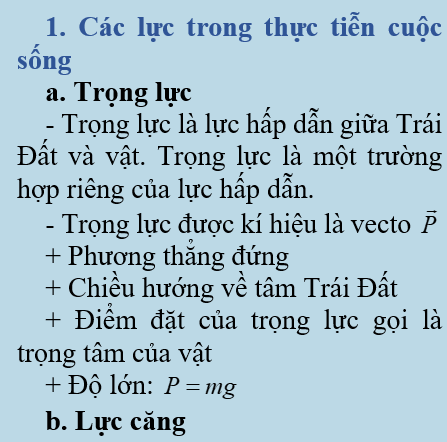 1. Các lực trong thực tiễn cuộc
sống
a. Trọng lực
- Trọng lực là lực hấp dẫn giữa Trái
Đất và vật. Trọng lực là một trường
hợp riêng của lực hấp dẫn.
- Trọng lực được kí hiệu là vecto $\vec{P}$
+ Phương thẳng đứng
+ Chiều hướng về tâm Trái Đất
+ Điểm đặt của trọng lực gọi là
trọng tâm của vật
+ Độ lớn: P = mg
b. Lực căng